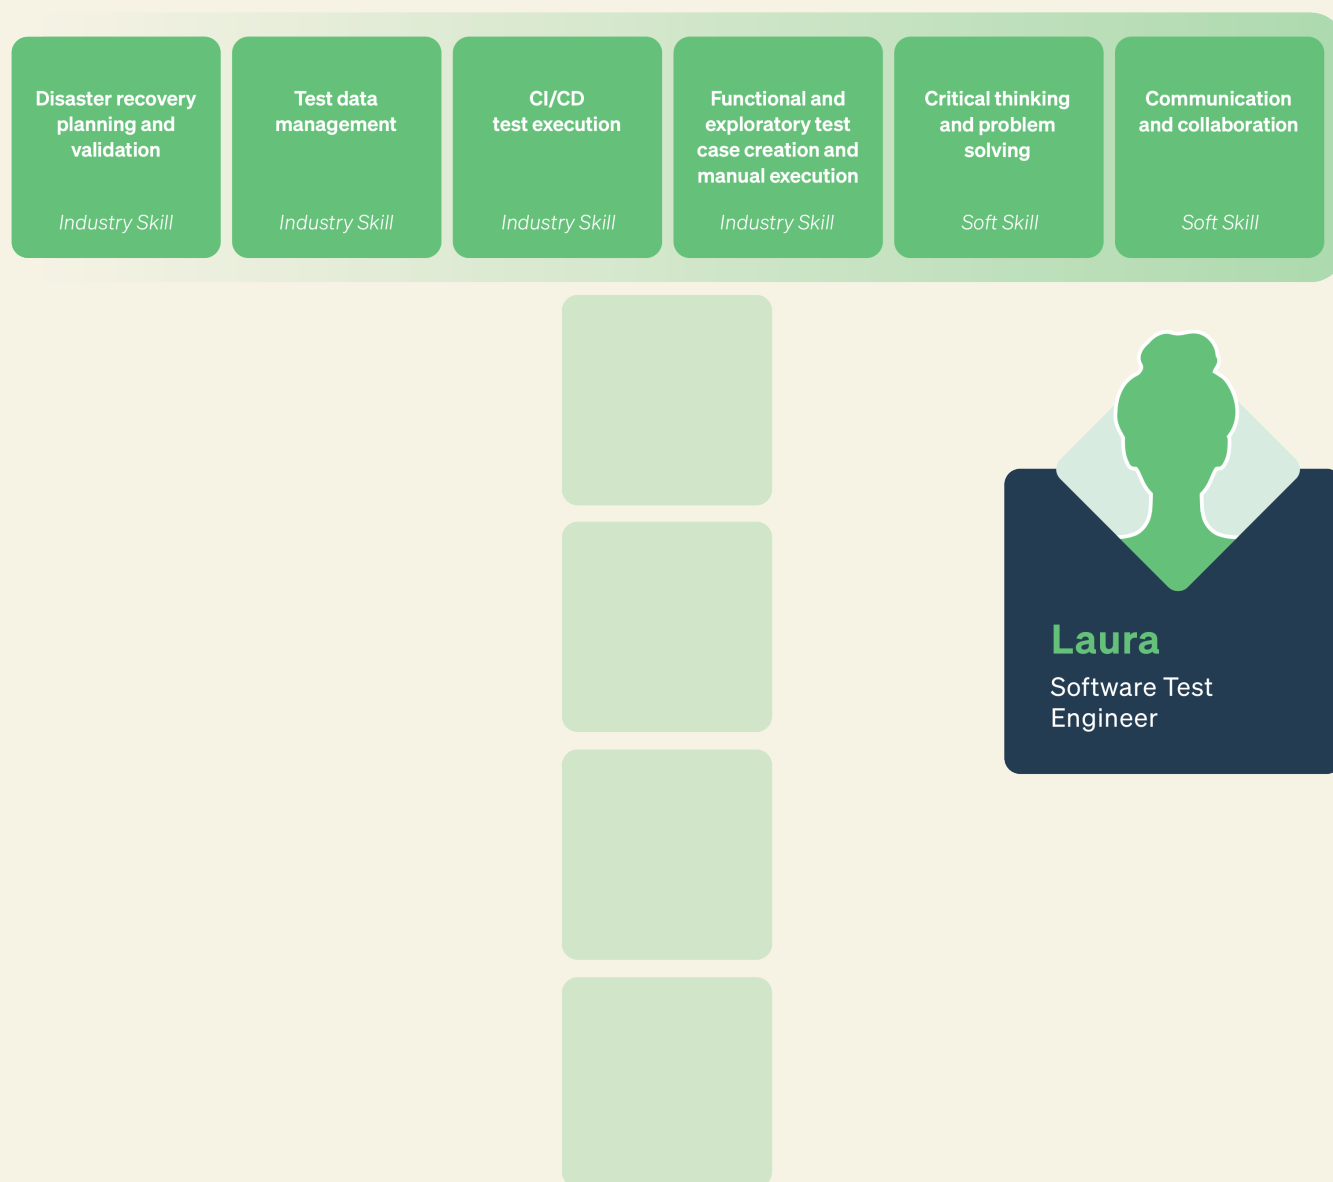 Disaster recovery
planning and
validation
Industry Skill
Test data
management
Industry Skill
CI/CD
test execution
Industry Skill
Functional and
exploratory test
case creation and
manual execution
Industry Skill
Critical thinking
and problem
solving
Soft Skill
Communication
and collaboration
Soft Skill
Laura
Software Test
Engineer